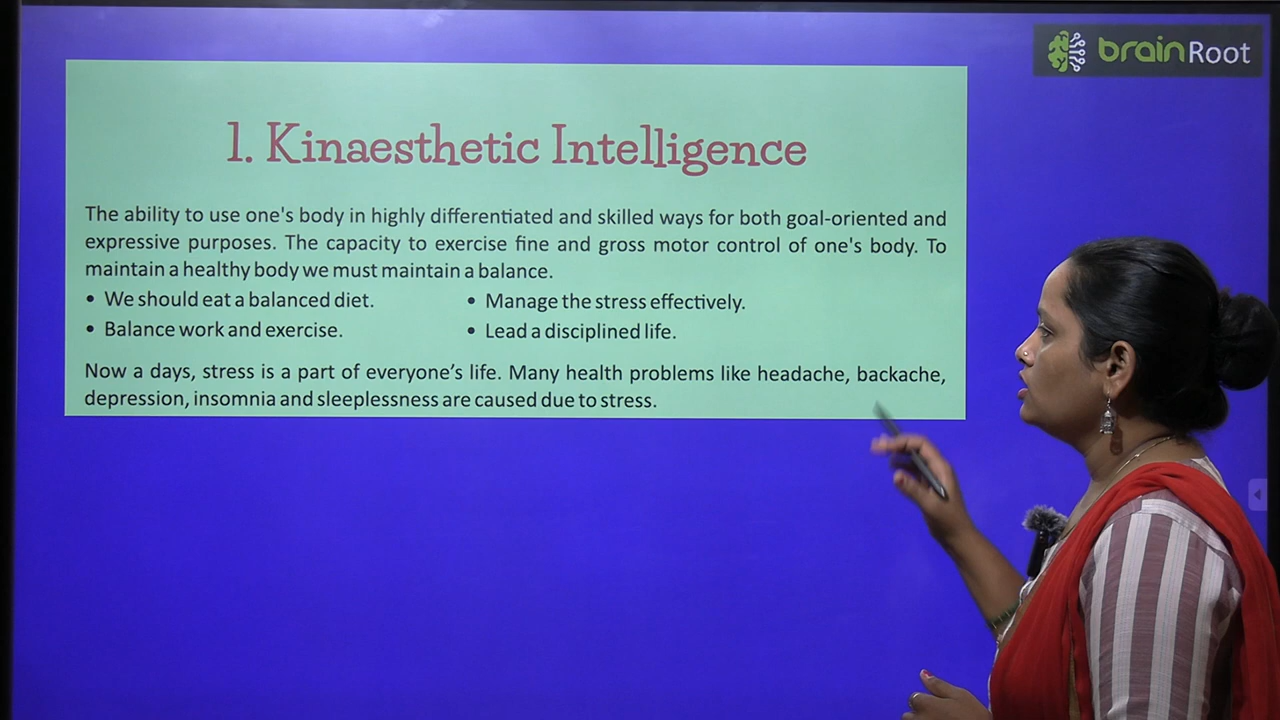 brainRoot
1. Kinaesthetic Intelligence
The ability to use one's body in highly differentiated and skilled ways for both goal-oriented and
expressive purposes. The capacity to exercise fine and gross motor control of one's body. To
maintain a healthy body we must maintain a balance.
• We should eat a balanced diet.
• Manage the stress effectively.
• Balance work and exercise.
• Lead a disciplined life.
Now a days, stress is a part of everyone’s life. Many health problems like headache, backache,
depression, insomnia and sleeplessness are caused due to stress.